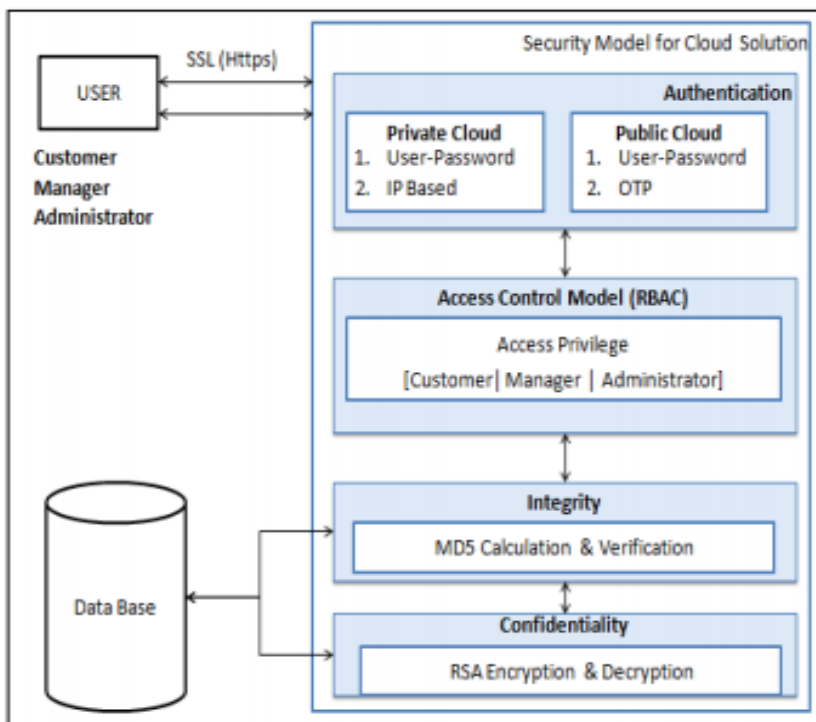 Security Model for Cloud Solution
SSL (Https)
USER
Customer
Manager
Administrator
Authentication
Private Cloud
1. User-Password
2. IP Based
Public Cloud
1. User-Password
2. OTP
Access Control Model (RBAC)
Access Privilege
[Customer| Manager | Administrator]
Integrity
MD5 Calculation & Verification
Data Base
Confidentiality
RSA Encryption & Decryption